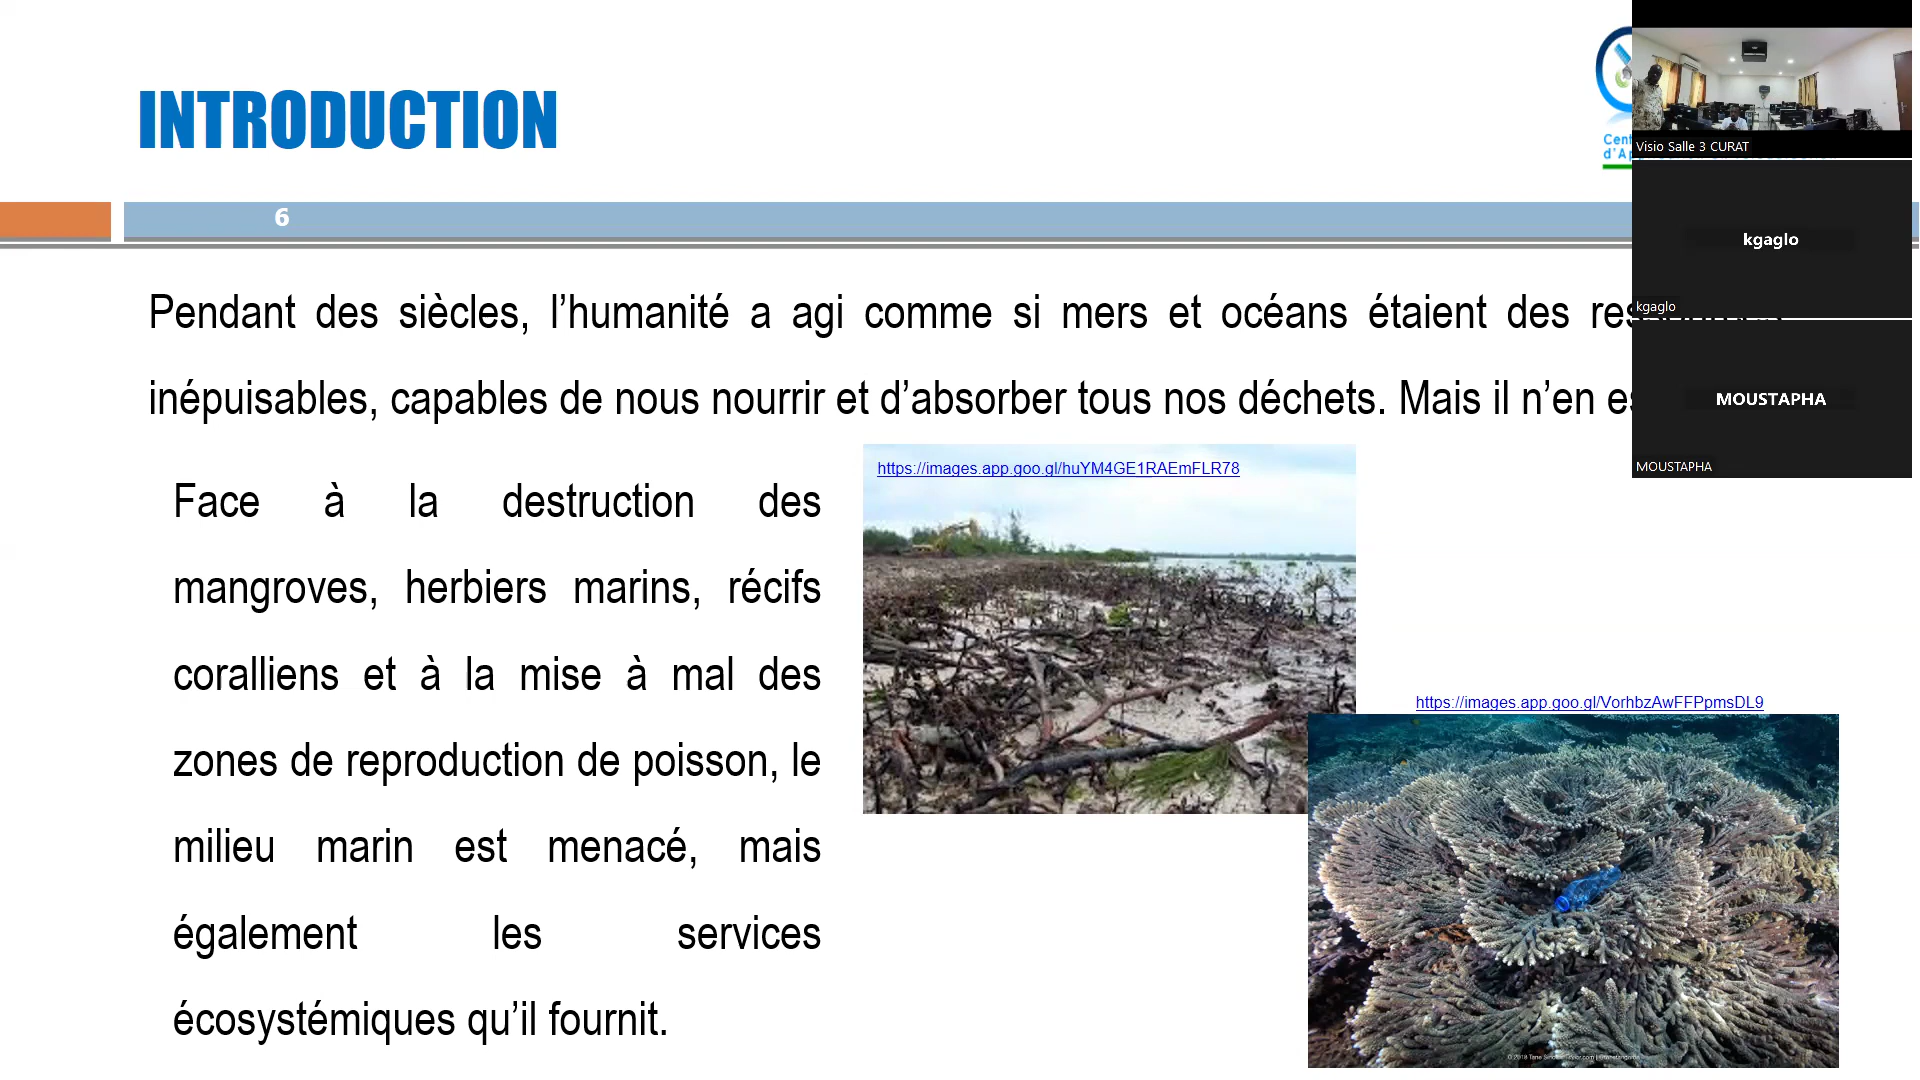 INTRODUCTION
Cent
d'Ap
Visio Salle 3 CURAT
6
kgaglo
kgaglo
MOUSTAPHA
MOUSTAPHA
Pendant des siècles, l’humanité a agi comme si mers et océans étaient des
inépuisables, capables de nous nourrir et d’absorber tous nos déchets. Mais il n’en
https://images.app.goo.gl/huYM4GE1RAEmFLR78
Face à la destruction des
mangroves, herbiers marins, récifs
coralliens et à la mise à mal des
zones de reproduction de poisson, le
milieu marin est menacé, mais
également les services
écosystémiques qu’il fournit.
https://images.app.goo.gl/VorhbzAwFFPpmsDL9
© 2018